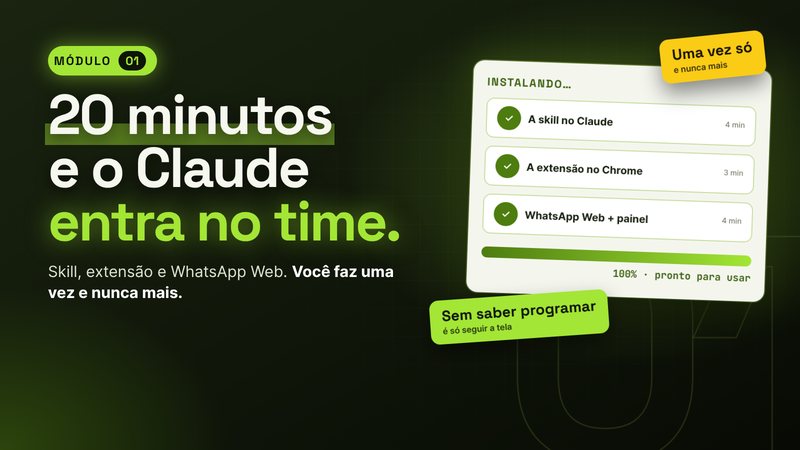 MÓDULO 01
20 minutos
e o Claude
entra no time.
Skill, extensão e WhatsApp Web. Você faz uma
vez e nunca mais.
Uma vez só
e nunca mais
INSTALANDO...
A skill no Claude 4 min
A extensão no Chrome 3 min
WhatsApp Web + painel 4 min
100% · pronto para usar
Sem saber programar
é só seguir a tela
01